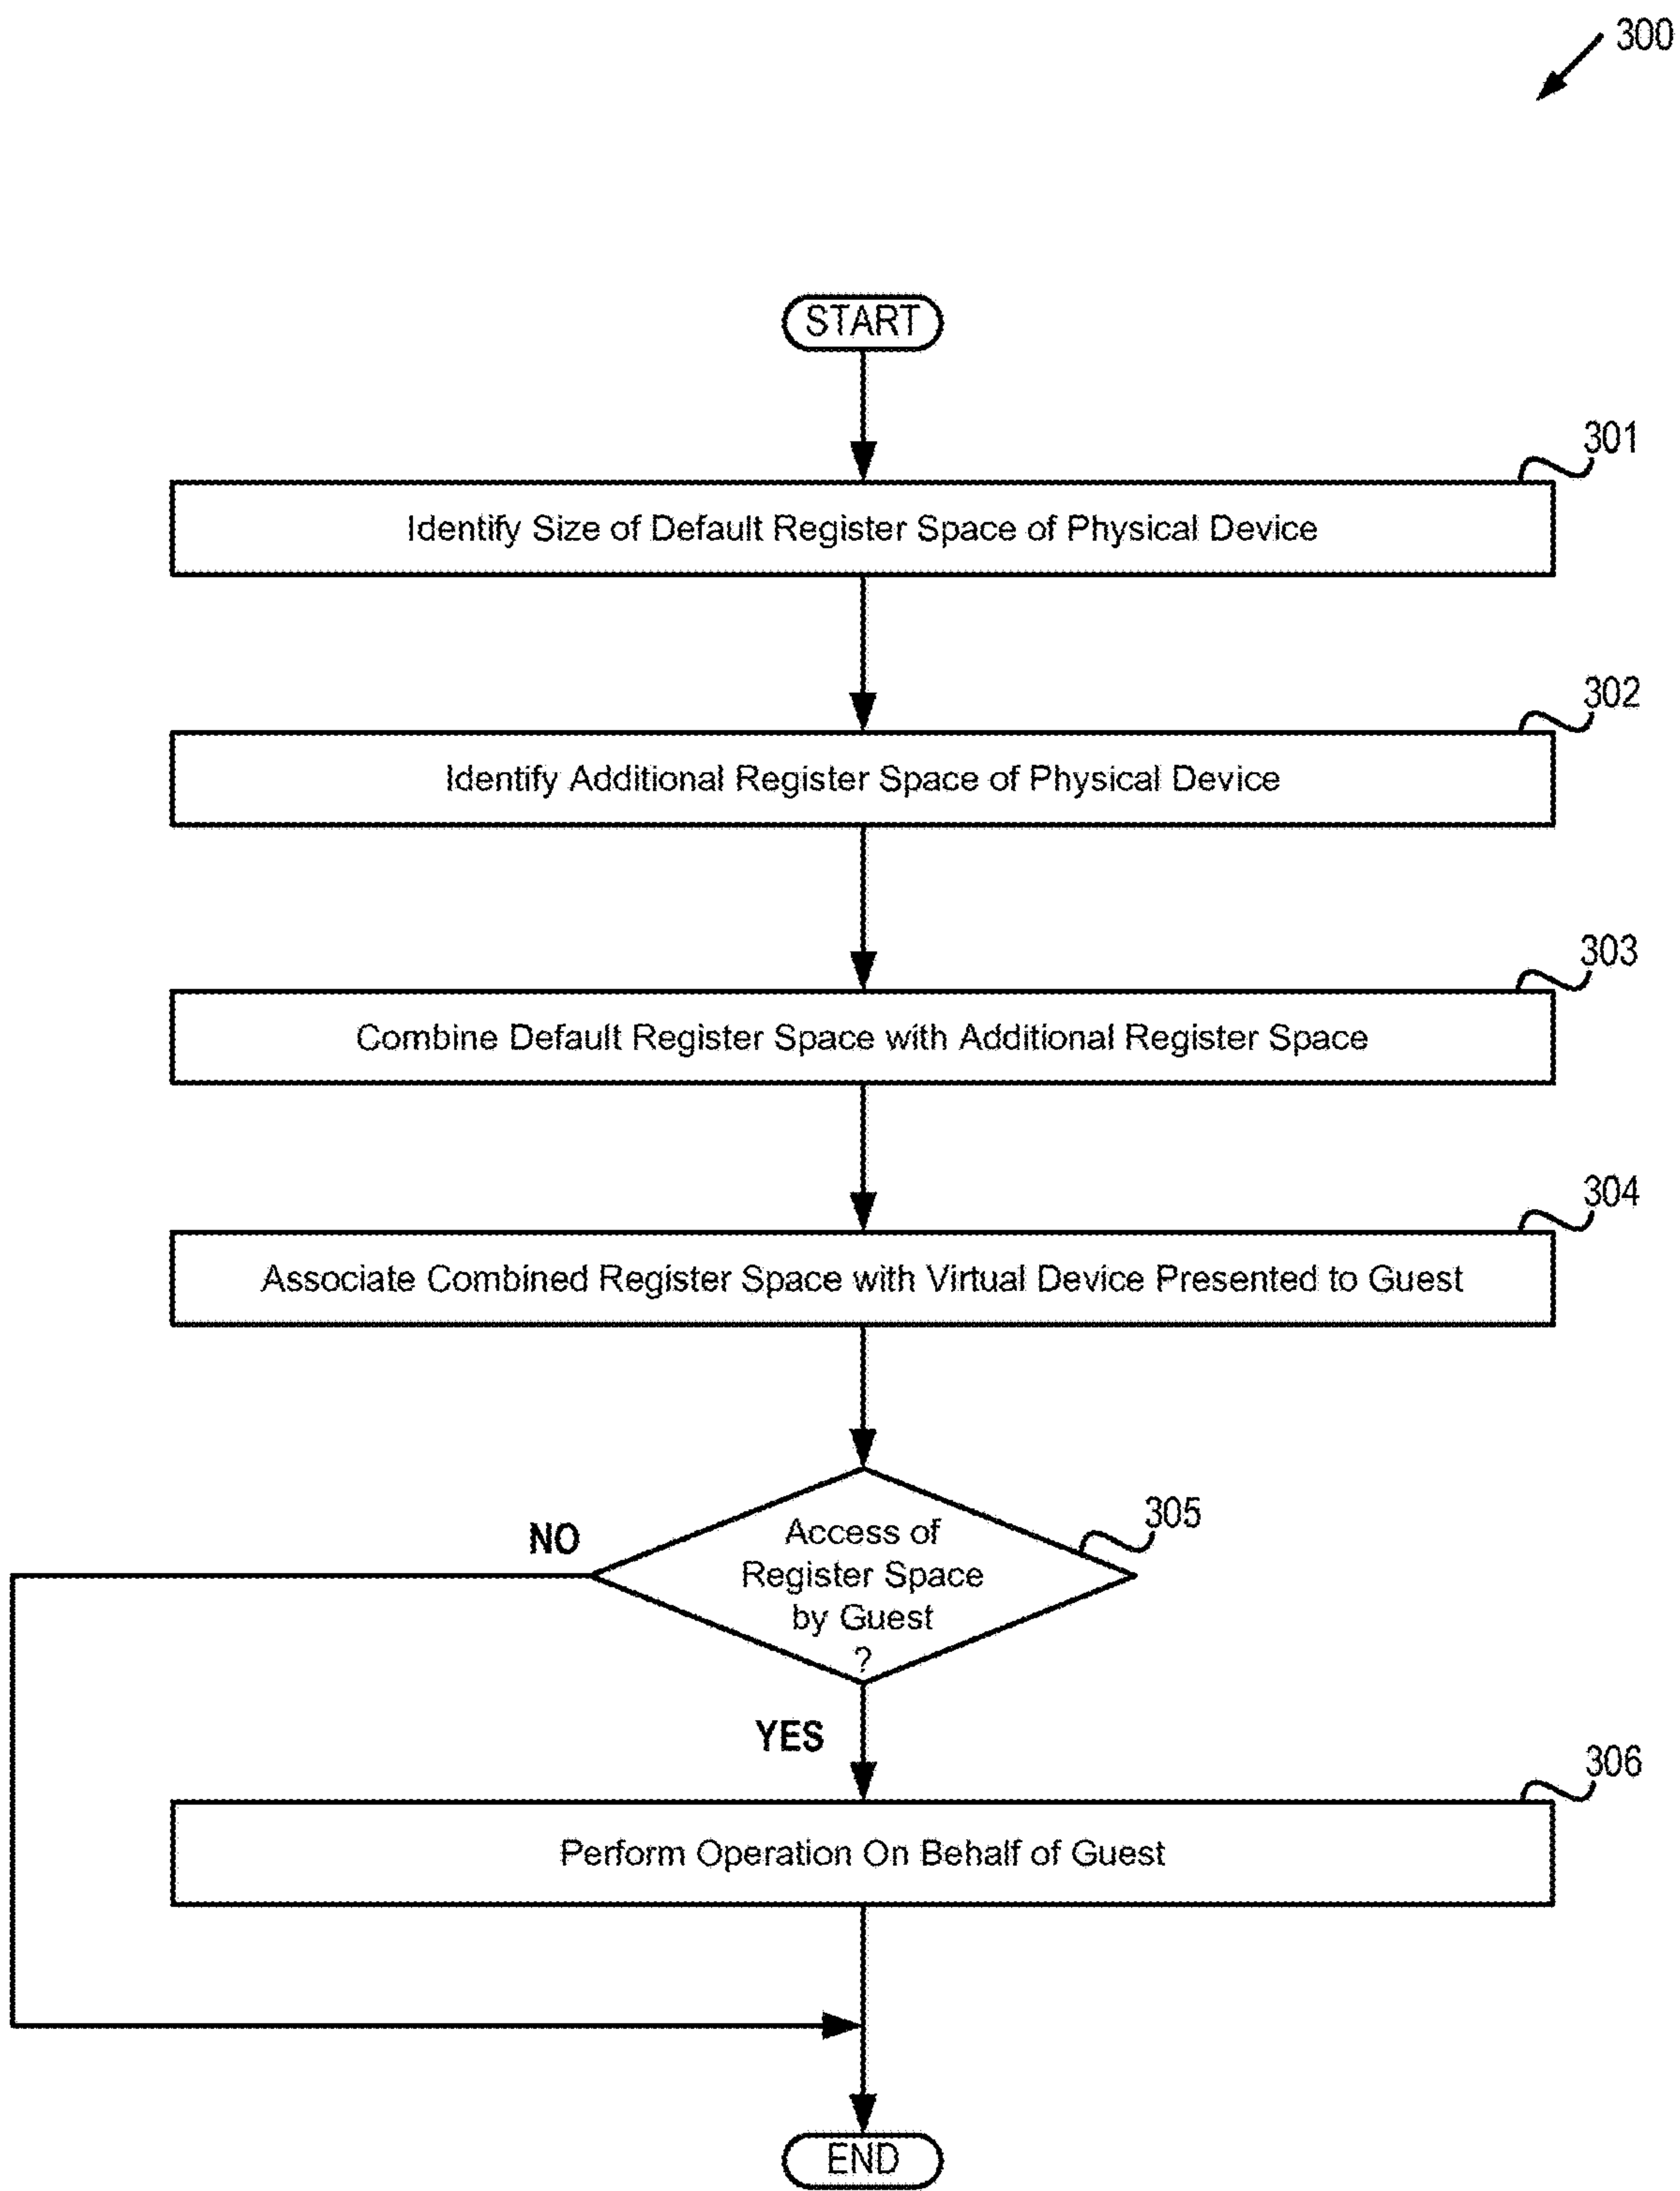 300
START
301
Identify Size of Default Register Space of Physical Device
302
Identify Additional Register Space of Physical Device
303
Combine Default Register Space with Additional Register Space
304
Associate Combined Register Space with Virtual Device Presented to Guest
305
NO
Access of
Register Space
by Guest
?
YES
306
Perform Operation On Behalf of Guest
END